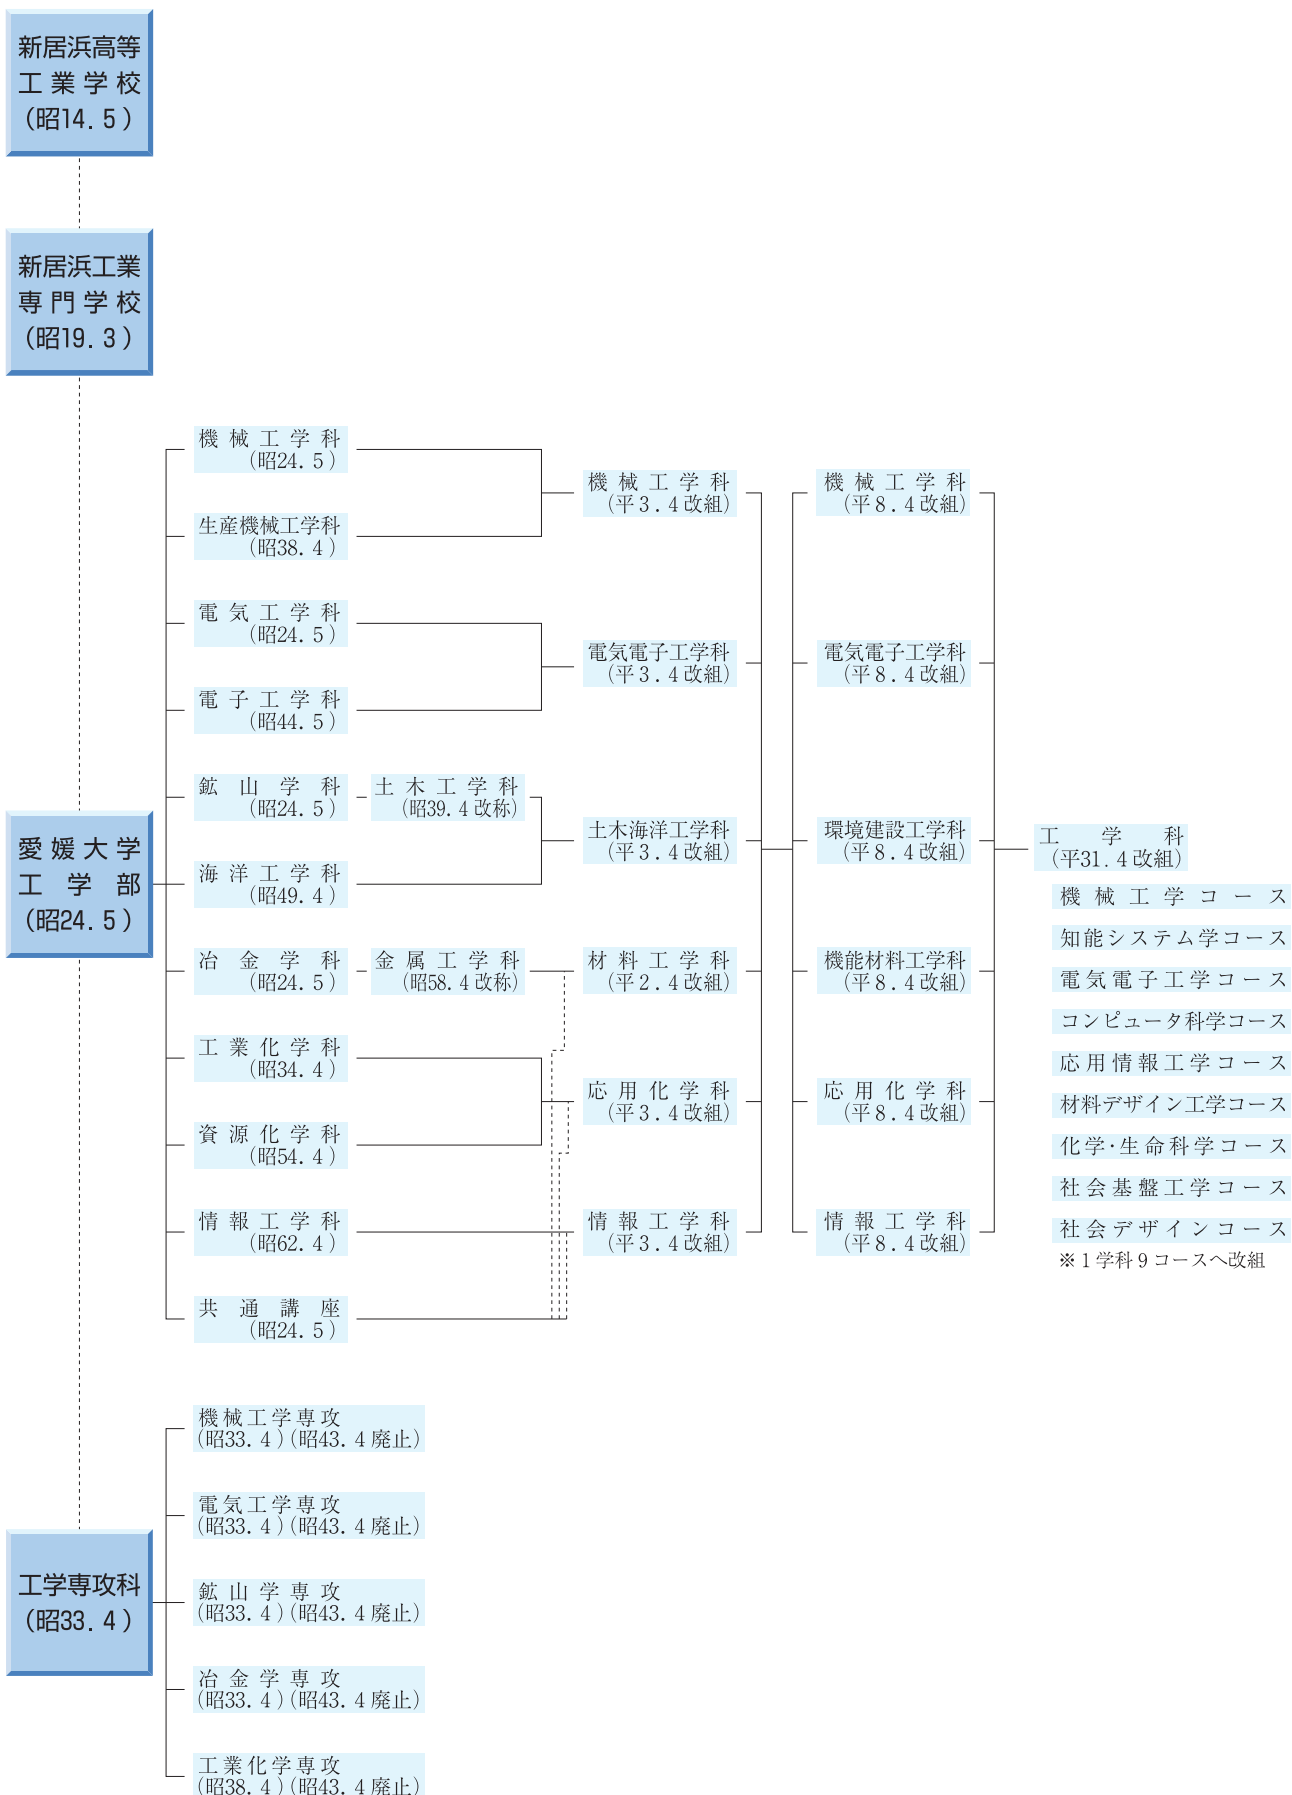 新居浜高等
工業学校
(昭14. 5)
新居浜工業
専門学校
(昭19. 3)
愛媛大学
工学部
(昭24. 5)
機械工学科
(昭24. 5)
生産機械工学科
(昭38. 4)
電気工学科
(昭24. 5)
電子工学科
(昭44. 5)
鉱山学科
(昭24. 5)
土木工学科
(昭39. 4改称)
海洋工学科
(昭49. 4)
冶金学科
(昭24. 5)
金属工学科
(昭58. 4改称)
工業化学科
(昭34. 4)
資源化学科
(昭54. 4)
情報工学科
(昭62. 4)
共通講座
(昭24. 5)
機械工学科
(平3. 4改組)
電気電子工学科
(平3. 4改組)
土木海洋工学科
(平3. 4改組)
材料工学科
(平2. 4改組)
応用化学科
(平3. 4改組)
情報工学科
(平3. 4改組)
機械工学科
(平8. 4改組)
電気電子工学科
(平8. 4改組)
環境建設工学科
(平8. 4改組)
機能材料工学科
(平8. 4改組)
応用化学科
(平8. 4改組)
情報工学科
(平8. 4改組)
工学科
(平31. 4改組)
機械工学コース
知能システム学コース
電気電子工学コース
コンピュータ科学コース
応用情報工学コース
材料デザイン工学コース
化学・生命科学コース
社会基盤工学コース
社会デザインコース
※1学科9コースへ改組
工学専攻科
(昭33. 4)
機械工学専攻
(昭33. 4)(昭43. 4廃止)
電気工学専攻
(昭33. 4)(昭43. 4廃止)
鉱山学専攻
(昭33. 4)(昭43. 4廃止)
冶金学専攻
(昭33. 4)(昭43. 4廃止)
工業化学専攻
(昭38. 4)(昭43. 4廃止)